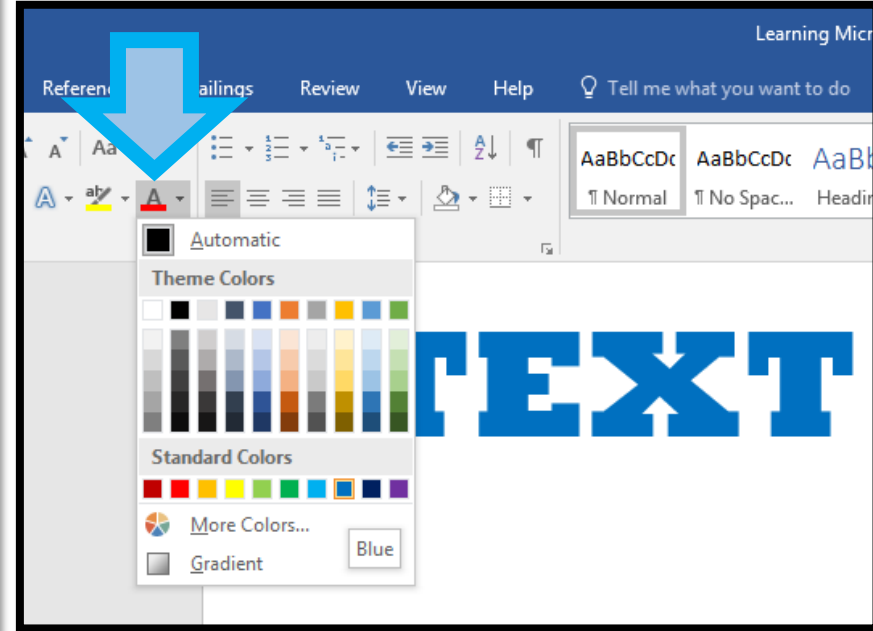 Learning Micr
Referen ailings Review View Help Tell me what you want to do
A Aa
AaBbCcDc AaBbCcDc AaBb
¶ Normal ¶ No Spac... Headin
Automatic
Theme Colors
TEXT
Standard Colors
More Colors...
Blue
Gradient